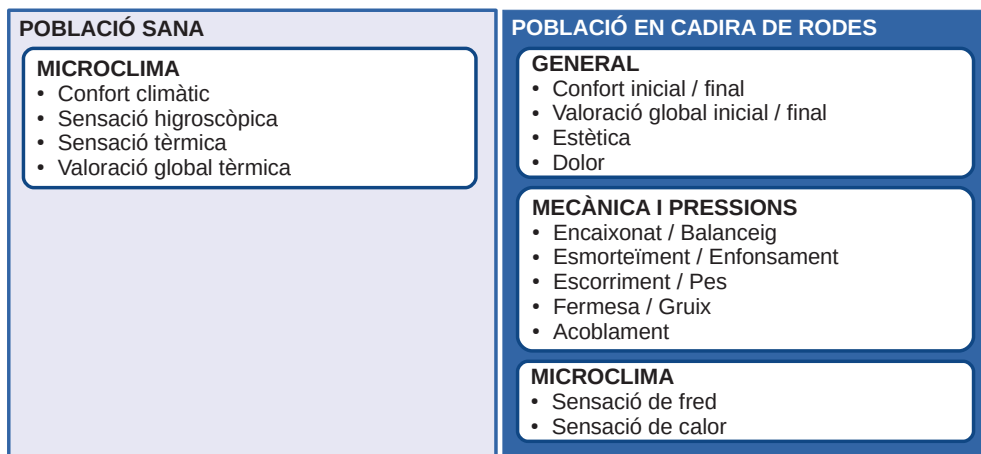 POBLACIÓ SANA
MICROCLIMA
• Confort climàtic
• Sensació higroscòpica
• Sensació tèrmica
• Valoració global tèrmica
POBLACIÓ EN CADIRA DE RODES
GENERAL
• Confort inicial / final
• Valoració global inicial / final
• Estètica
• Dolor
MECÀNICA I PRESSIONS
• Encaixonat / Balanceig
• Esmorteïment / Enfonsament
• Escorriment / Pes
• Fermesa / Gruix
• Acoblament
MICROCLIMA
• Sensació de fred
• Sensació de calor